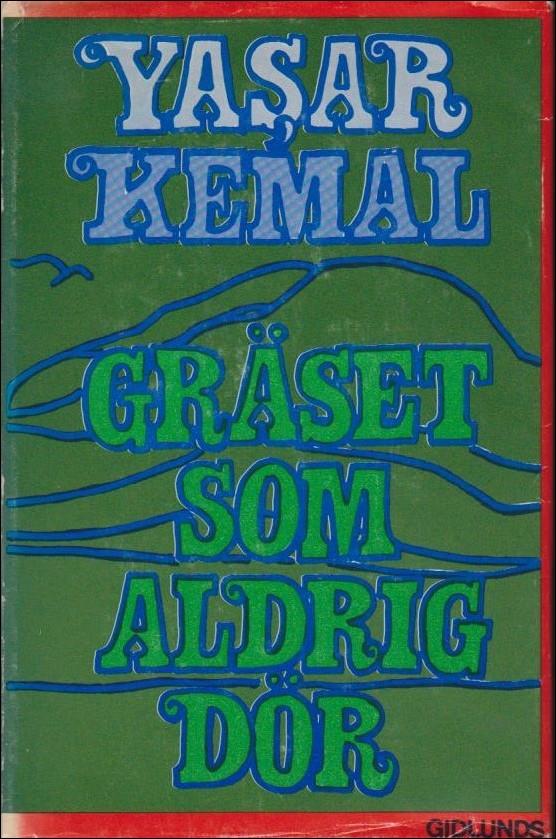 YAŞAR
KEMAL
GRÄSET
SOM
ALDRIG
DÖR
GIDLUNDS